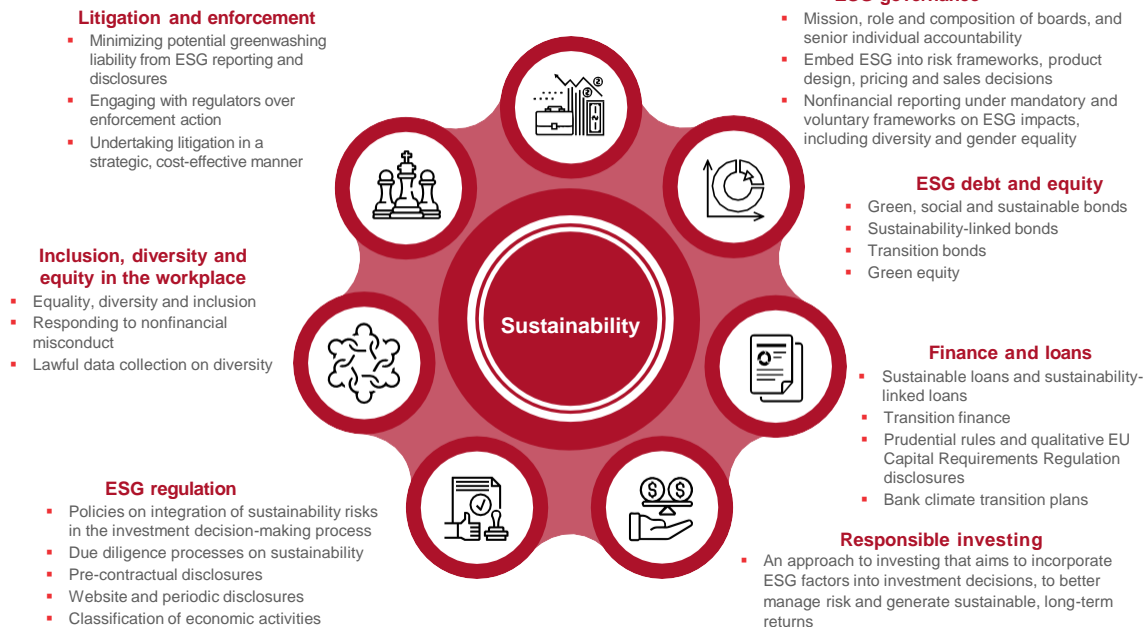 Litigation and enforcement
▪ Minimizing potential greenwashing
liability from ESG reporting and
disclosures
▪ Engaging with regulators over
enforcement action
▪ Undertaking litigation in a
strategic, cost-effective manner
Inclusion, diversity and
equity in the workplace
▪ Equality, diversity and inclusion
▪ Responding to nonfinancial
misconduct
▪ Lawful data collection on diversity
ESG regulation
▪ Policies on integration of sustainability risks
in the investment decision-making process
▪ Due diligence processes on sustainability
▪ Pre-contractual disclosures
▪ Website and periodic disclosures
▪ Classification of economic activities
Sustainability
ESG governance
▪ Mission, role and composition of boards, and
senior individual accountability
▪ Embed ESG into risk frameworks, product
design, pricing and sales decisions
▪ Nonfinancial reporting under mandatory and
voluntary frameworks on ESG impacts,
including diversity and gender equality
ESG debt and equity
▪ Green, social and sustainable bonds
▪ Sustainability-linked bonds
▪ Transition bonds
▪ Green equity
Finance and loans
▪ Sustainable loans and sustainability-
linked loans
▪ Transition finance
▪ Prudential rules and qualitative EU
Capital Requirements Regulation
disclosures
▪ Bank climate transition plans
Responsible investing
▪ An approach to investing that aims to incorporate
ESG factors into investment decisions, to better
manage risk and generate sustainable, long-term
returns